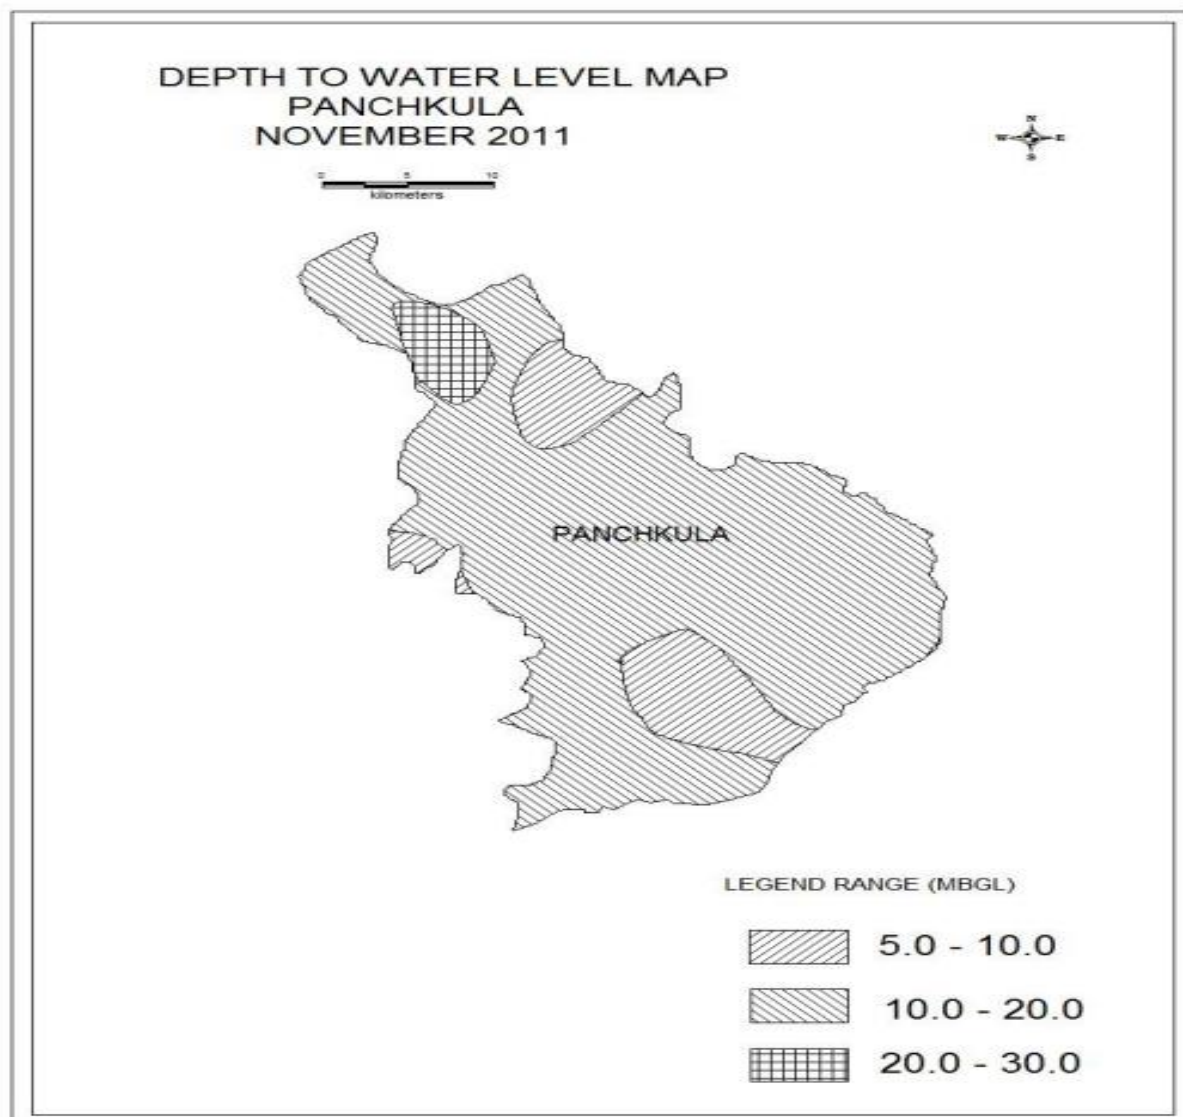 DEPTH TO WATER LEVEL MAP
PANCHKULA
NOVEMBER 2011
N
W E
S
0 5 10
kilometers
PANCHKULA
LEGEND RANGE (MBGL)
5.0 - 10.0
10.0 - 20.0
20.0 - 30.0